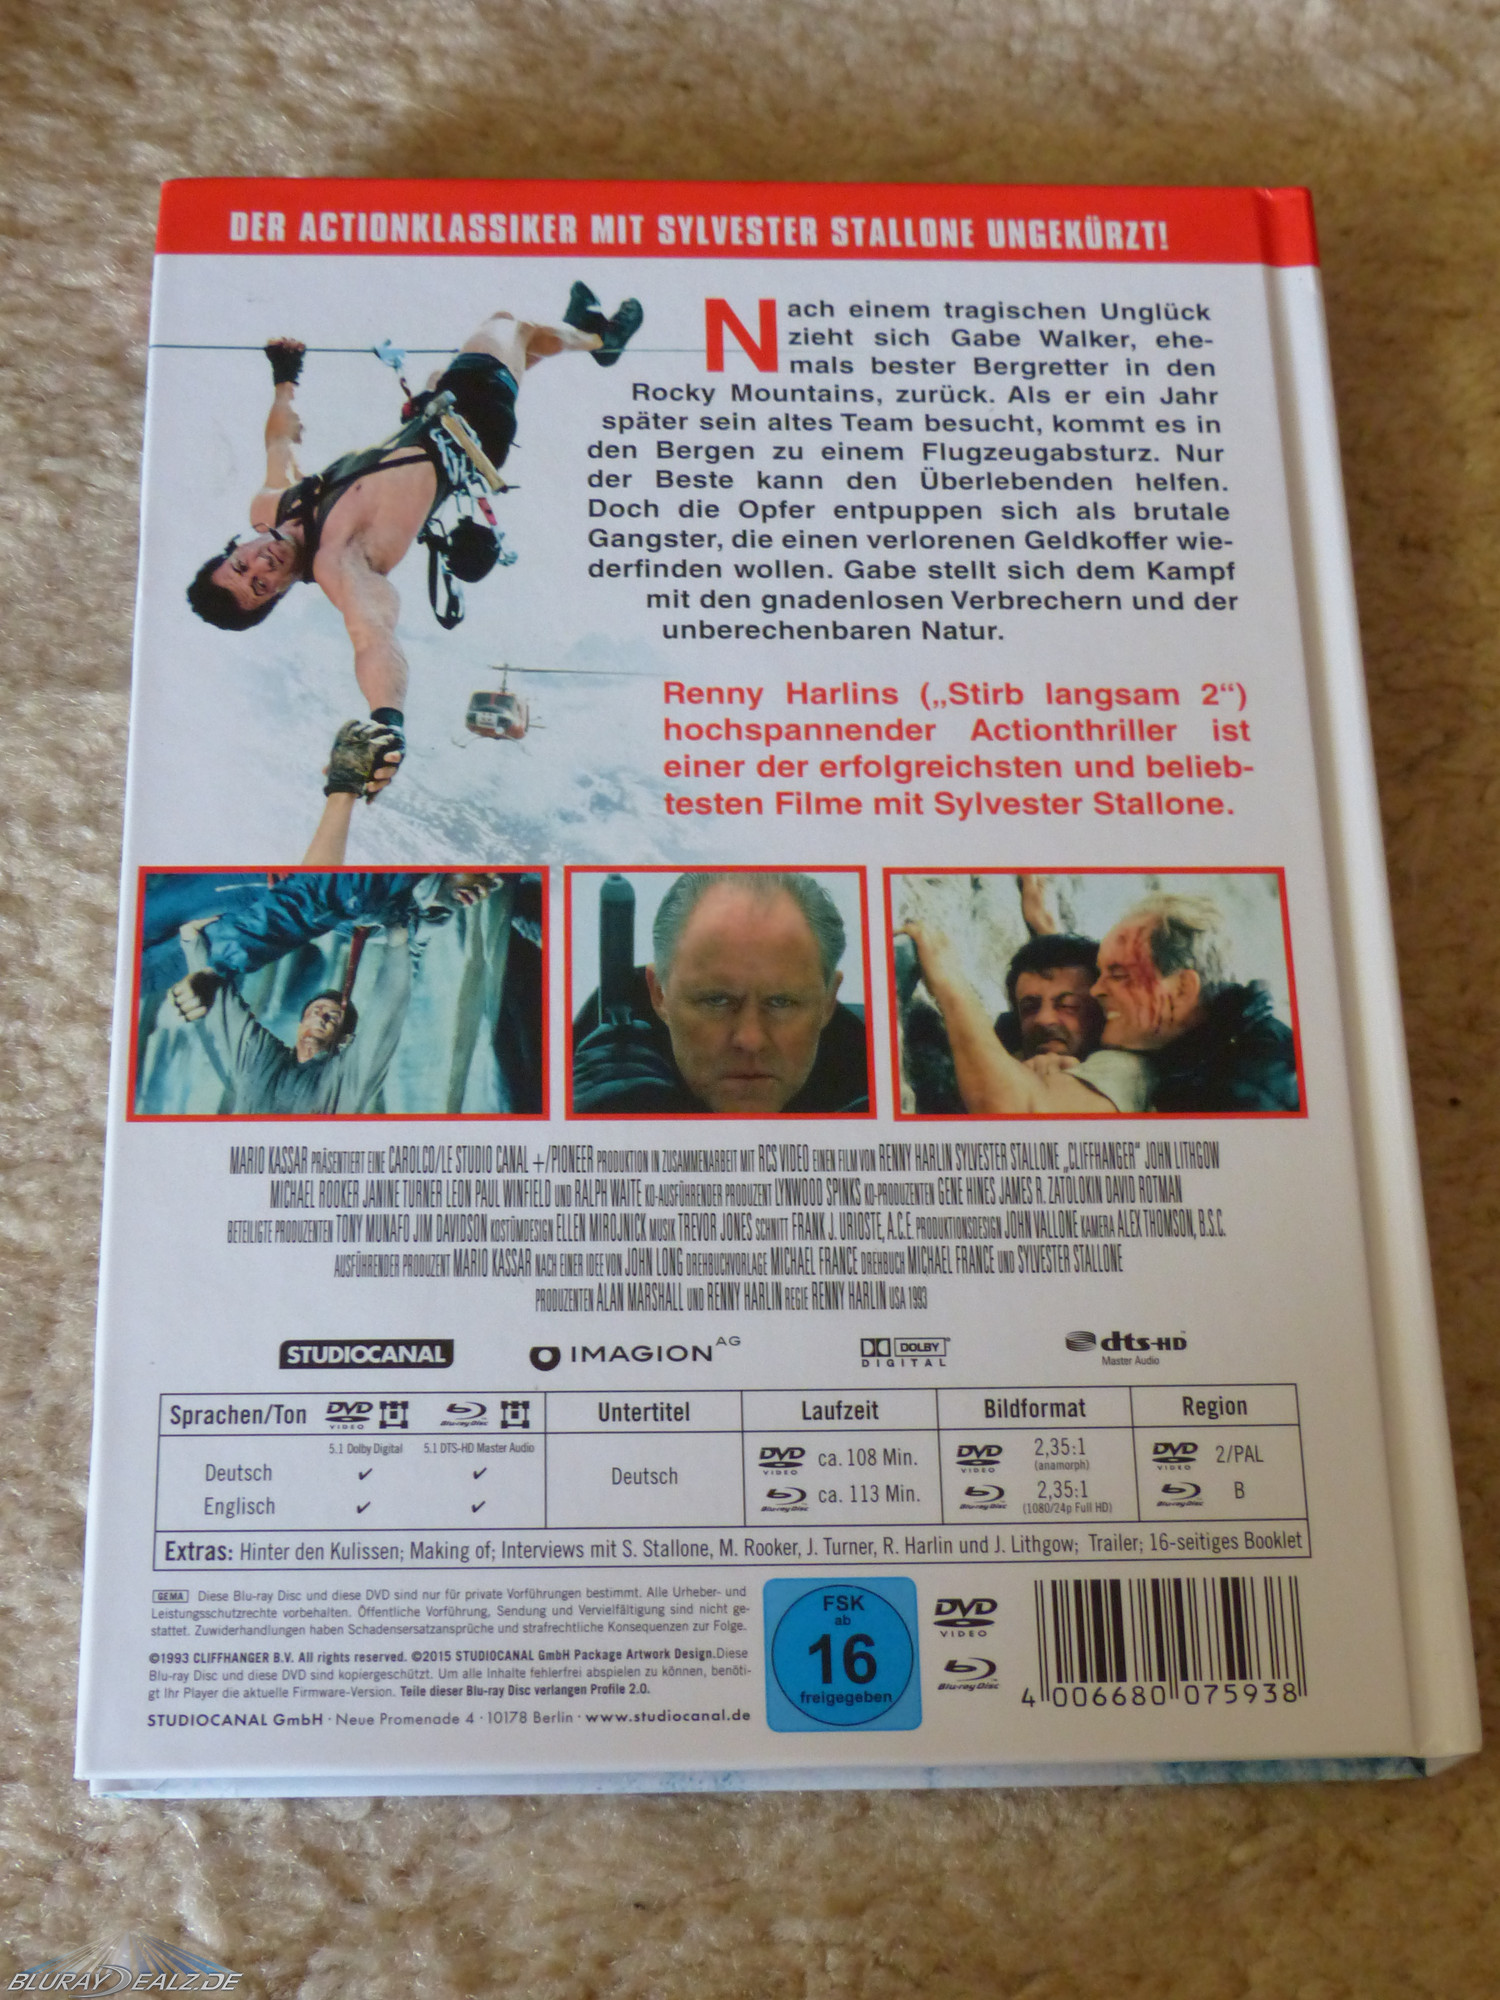 DER ACTIONKLASSIKER MIT SYLVESTER STALLONE UNGEKÜRZT!
Nach einem tragischen Unglück
zieht sich Gabe Walker, ehe-
mals bester Bergretter in den
Rocky Mountains, zurück. Als er ein Jahr
später sein altes Team besucht, kommt es in
den Bergen zu einem Flugzeugabsturz. Nur
der Beste kann den Überlebenden helfen.
Doch die Opfer entpuppen sich als brutale
Gangster, die einen verlorenen Geldkoffer wie-
derfinden wollen. Gabe stellt sich dem Kampf
mit den gnadenlosen Verbrechern und der
unberechenbaren Natur.
Renny Harlins („Stirb langsam 2“)
hochspannender Actionthriller ist
einer der erfolgreichsten und belieb-
testen Filme mit Sylvester Stallone.
MARIO KASSAR PRÄSENTIERT EINE CAROLCO/LE STUDIO CANAL +/PIONEER PRODUKTION IN ZUSAMMENARBEIT MIT RCS VIDEO EINEN FILM VON RENNY HARLIN SYLVESTER STALLONE „CLIFFHANGER“ JOHN LITHGOW
MICHAEL ROOKER JANINE TURNER LEON PAUL WINFIELD UND RALPH WAITE KO-AUSFÜHRENDER PRODUZENT LYNWOOD SPINKS KO-PRODUZENTEN GENE HINES JAMES R. ZATOLOKIN DAVID ROTMAN
BETEILIGTE PRODUZENTEN TONY MUNAFO JIM DAVIDSON KOSTÜMDESIGN ELLEN MIROJNICK MUSIK TREVOR JONES SCHNITT FRANK J. URIOSTE, A.C.E. PRODUKTIONSDESIGN JOHN VALLONE KAMERA ALEX THOMSON, B.S.C.
AUSFÜHRENDER PRODUZENT MARIO KASSAR NACH EINER IDEE VON JOHN LONG DREHBUCHVORLAGE MICHAEL FRANCE DREHBUCH MICHAEL FRANCE UND SYLVESTER STALLONE
PRODUZENTEN ALAN MARSHALL UND RENNY HARLIN REGIE RENNY HARLIN USA 1993
STUDIOCANAL IMAGION AG DOLBY DIGITAL dts-HD Master Audio
Sprachen/Ton DVD VIDEO Blu-ray Disc Untertitel Laufzeit Bildformat Region
5.1 Dolby Digital 5.1 DTS-HD Master Audio
Deutsch ✓ ✓ Deutsch DVD VIDEO ca. 108 Min. DVD VIDEO 2,35:1 (anamorph) DVD VIDEO 2/PAL
Englisch ✓ ✓ Blu-ray Disc ca. 113 Min. Blu-ray Disc 2,35:1 (1080/24p Full HD) Blu-ray Disc B
Extras: Hinter den Kulissen; Making of; Interviews mit S. Stallone, M. Rooker, J. Turner, R. Harlin und J. Lithgow; Trailer; 16-seitiges Booklet
GEMA Diese Blu-ray Disc und diese DVD sind nur für private Vorführungen bestimmt. Alle Urheber- und
Leistungsschutzrechte vorbehalten. Öffentliche Vorführung, Sendung und Vervielfältigung sind nicht ge-
stattet. Zuwiderhandlungen haben Schadensersatzansprüche und strafrechtliche Konsequenzen zur Folge.
©1993 CLIFFHANGER B.V. All rights reserved. ©2015 STUDIOCANAL GmbH Package Artwork Design.Diese
Blu-ray Disc und diese DVD sind kopiergeschützt. Um alle Inhalte fehlerfrei abspielen zu können, benöti-
gt Ihr Player die aktuelle Firmware-Version. Teile dieser Blu-ray Disc verlangen Profile 2.0.
STUDIOCANAL GmbH · Neue Promenade 4 · 10178 Berlin · www.studiocanal.de
FSK
ab
16
freigegeben
DVD
VIDEO
Blu-ray Disc
4 006680 075938
BLURAYDEALZ.DE